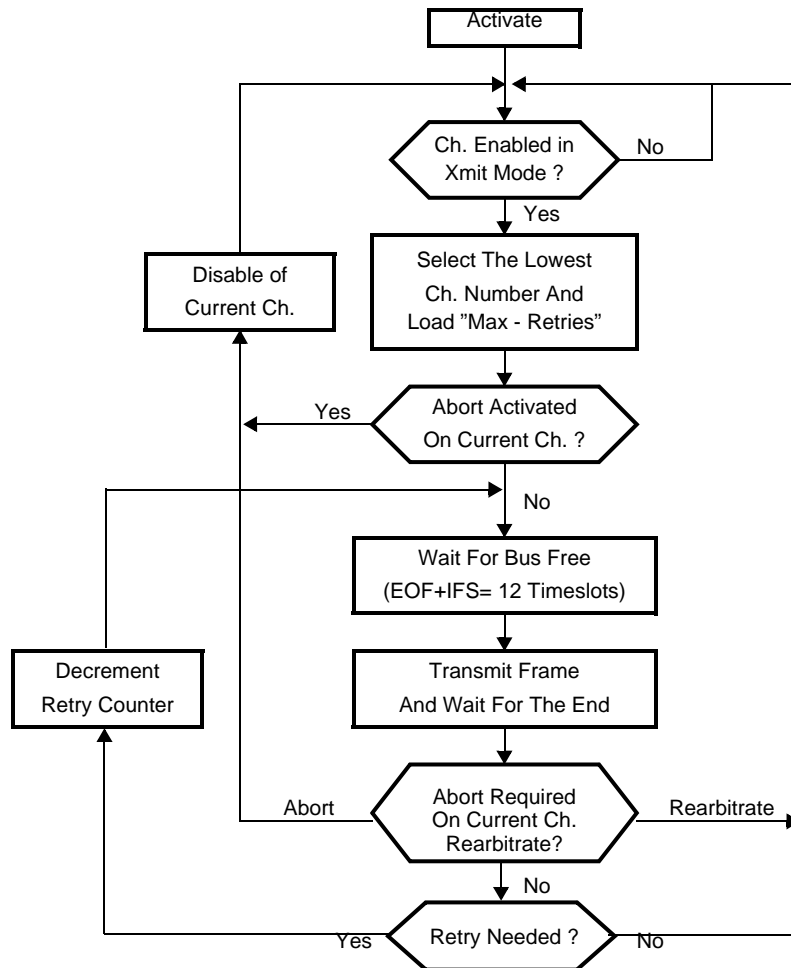 Activate
Ch. Enabled in
Xmit Mode ?
No
Yes
Select The Lowest
Ch. Number And
Load ”Max - Retries”
Disable of
Current Ch.
Yes
Abort Activated
On Current Ch. ?
No
Wait For Bus Free
(EOF+IFS= 12 Timeslots)
Decrement
Retry Counter
Transmit Frame
And Wait For The End
Abort
Abort Required
On Current Ch.
Rearbitrate?
Rearbitrate
No
Yes
Retry Needed ?
No